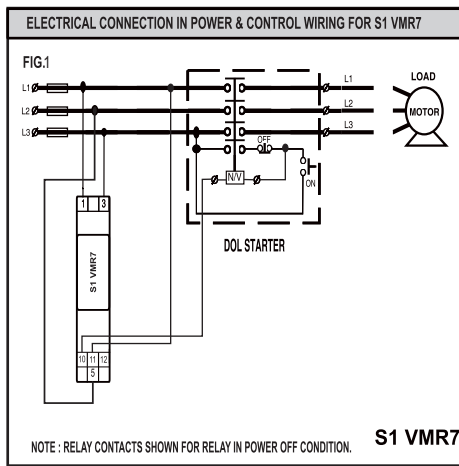 ELECTRICAL CONNECTION IN POWER & CONTROL WIRING FOR S1 VMR7
FIG.1
L1
L1
LOAD
L2
L2
MOTOR
L3
L3
OFF
N/V
ON
1 3
DOL STARTER
S1 VMR7
10 11 12
5
NOTE : RELAY CONTACTS SHOWN FOR RELAY IN POWER OFF CONDITION.
S1 VMR7